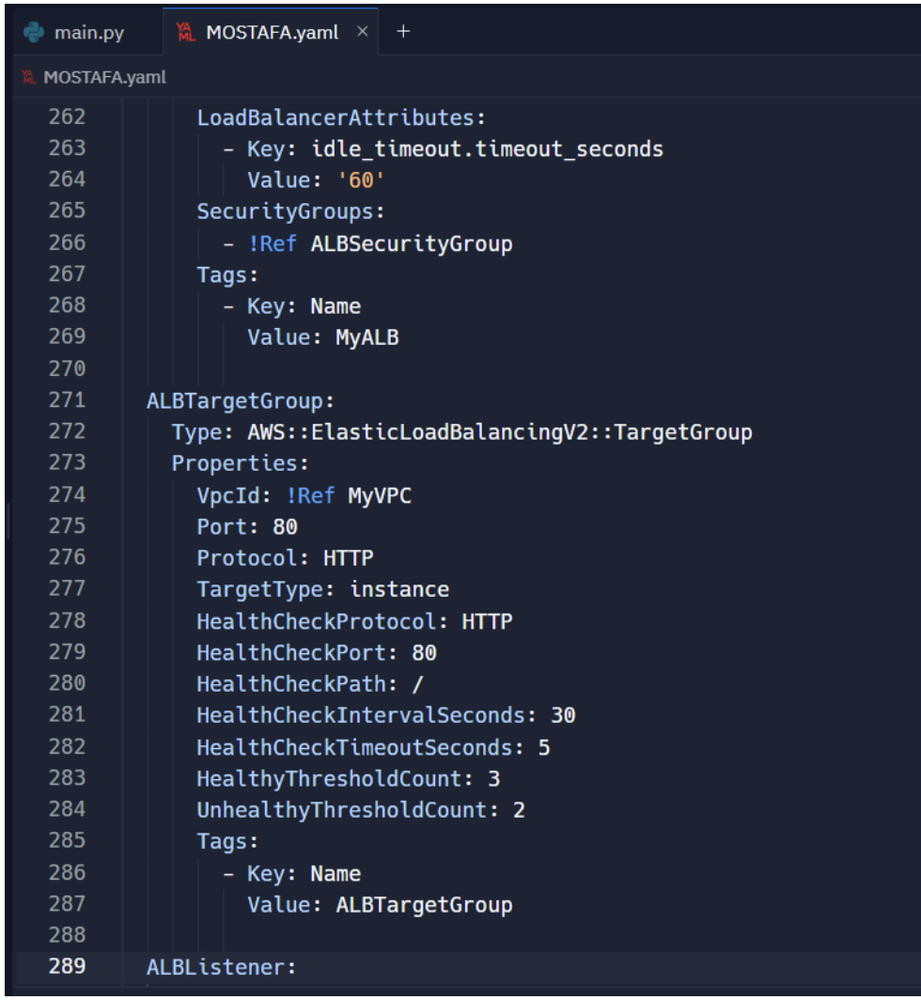 main.py MOSTAFA.yaml × +
MOSTAFA.yaml
262 LoadBalancerAttributes:
263 - Key: idle_timeout.timeout_seconds
264 Value: '60'
265 SecurityGroups:
266 - !Ref ALBSecurityGroup
267 Tags:
268 - Key: Name
269 Value: MyALB
270
271 ALBTargetGroup:
272 Type: AWS::ElasticLoadBalancingV2::TargetGroup
273 Properties:
274 VpcId: !Ref MyVPC
275 Port: 80
276 Protocol: HTTP
277 TargetType: instance
278 HealthCheckProtocol: HTTP
279 HealthCheckPort: 80
280 HealthCheckPath: /
281 HealthCheckIntervalSeconds: 30
282 HealthCheckTimeoutSeconds: 5
283 HealthyThresholdCount: 3
284 UnhealthyThresholdCount: 2
285 Tags:
286 - Key: Name
287 Value: ALBTargetGroup
288
289 ALBListener: